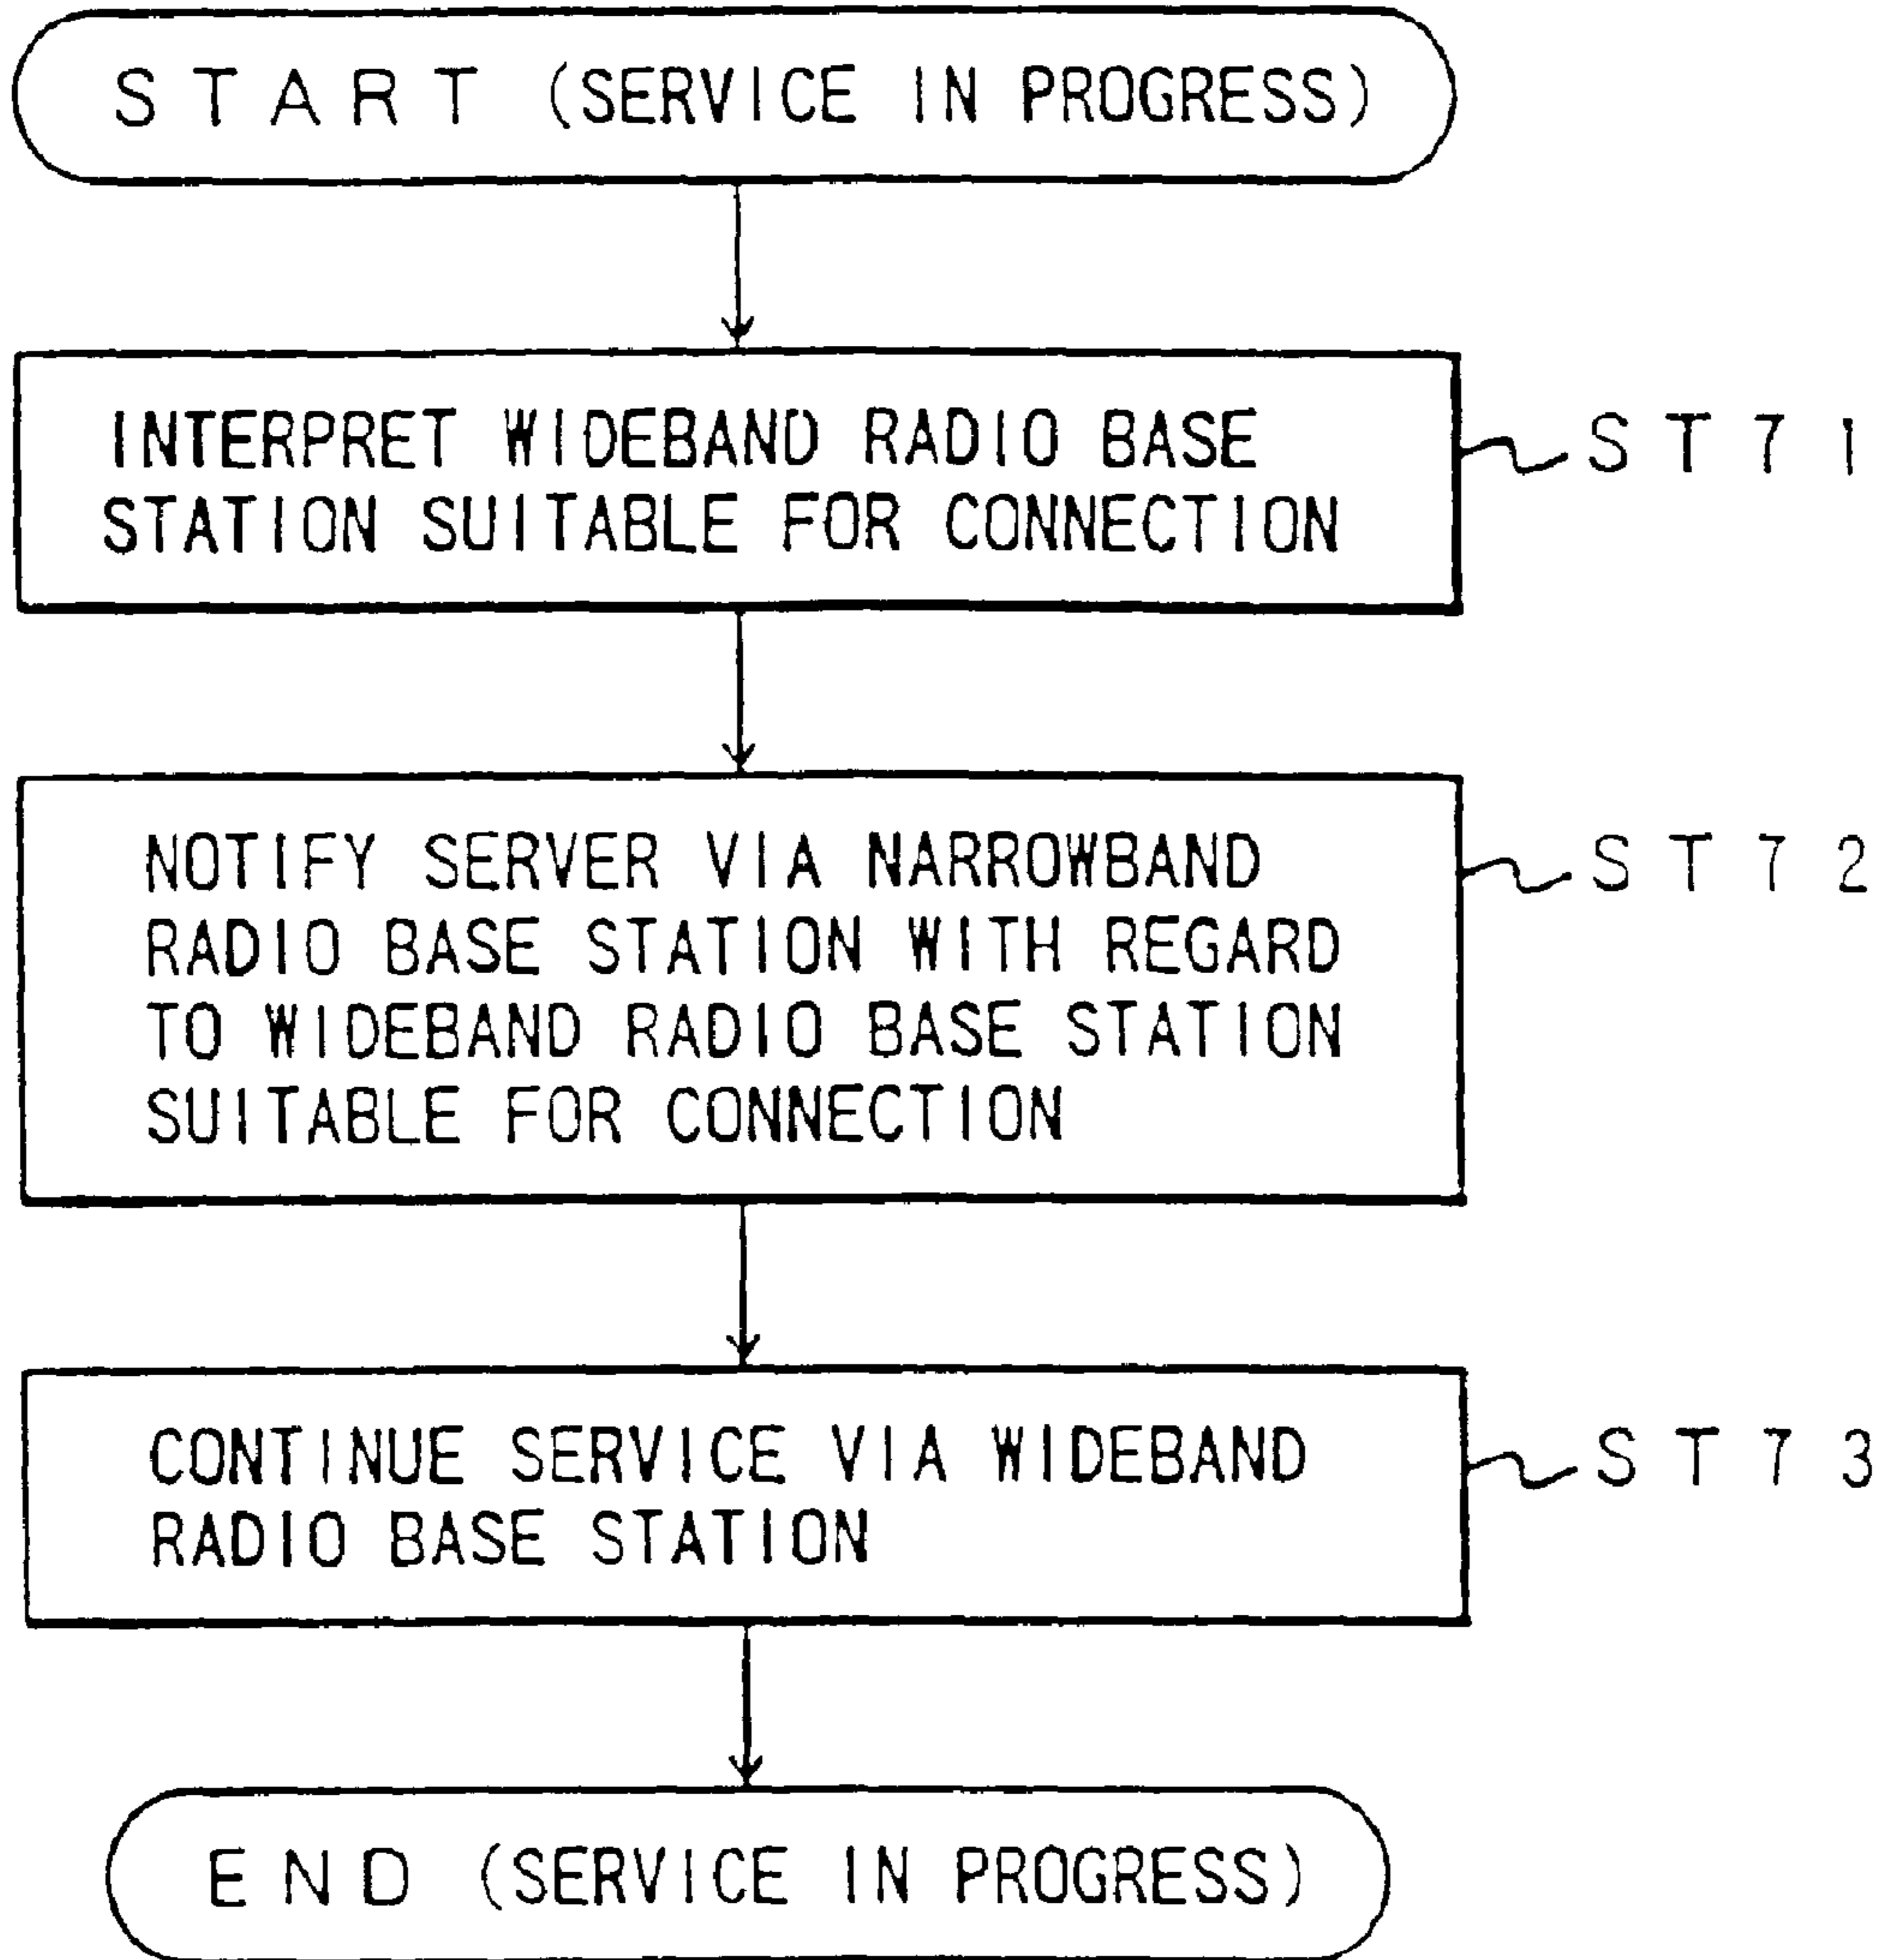 START (SERVICE IN PROGRESS)
INTERPRET WIDEBAND RADIO BASE
STATION SUITABLE FOR CONNECTION
ST71
NOTIFY SERVER VIA NARROWBAND
RADIO BASE STATION WITH REGARD
TO WIDEBAND RADIO BASE STATION
SUITABLE FOR CONNECTION
ST72
CONTINUE SERVICE VIA WIDEBAND
RADIO BASE STATION
ST73
END (SERVICE IN PROGRESS)